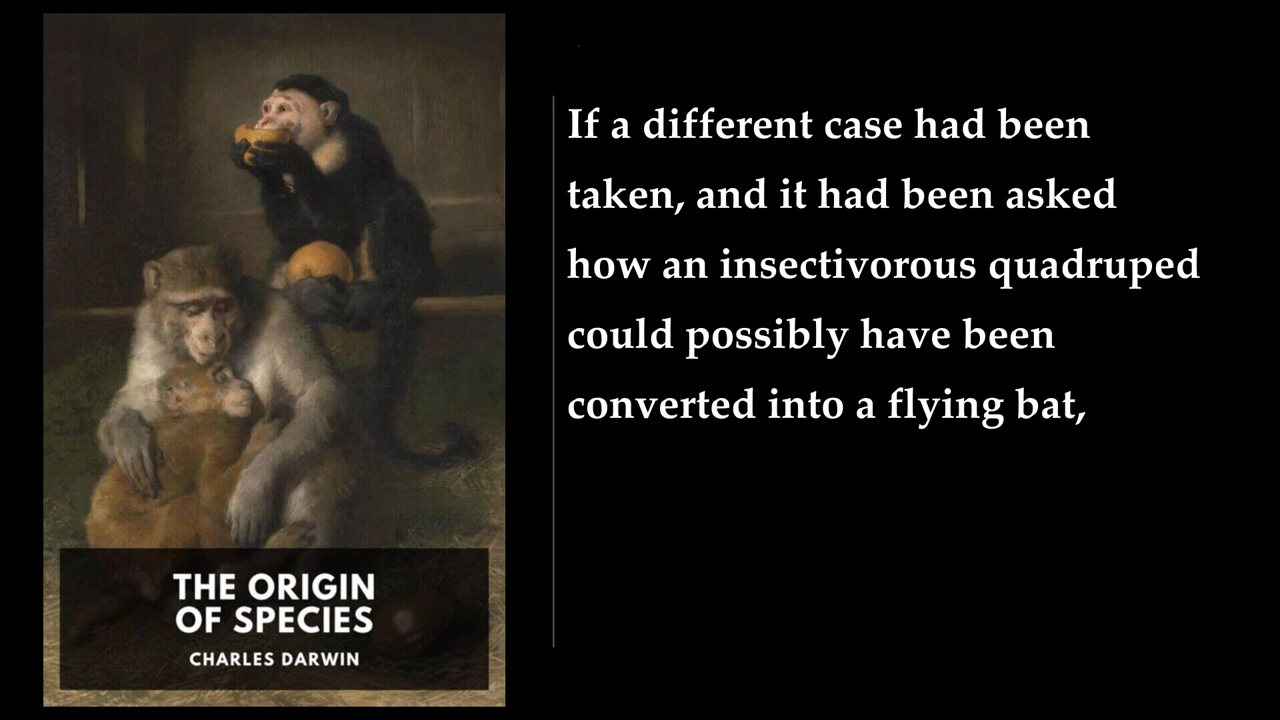 If a different case had been
taken, and it had been asked
how an insectivorous quadruped
could possibly have been
converted into a flying bat,
THE ORIGIN
OF SPECIES
CHARLES DARWIN